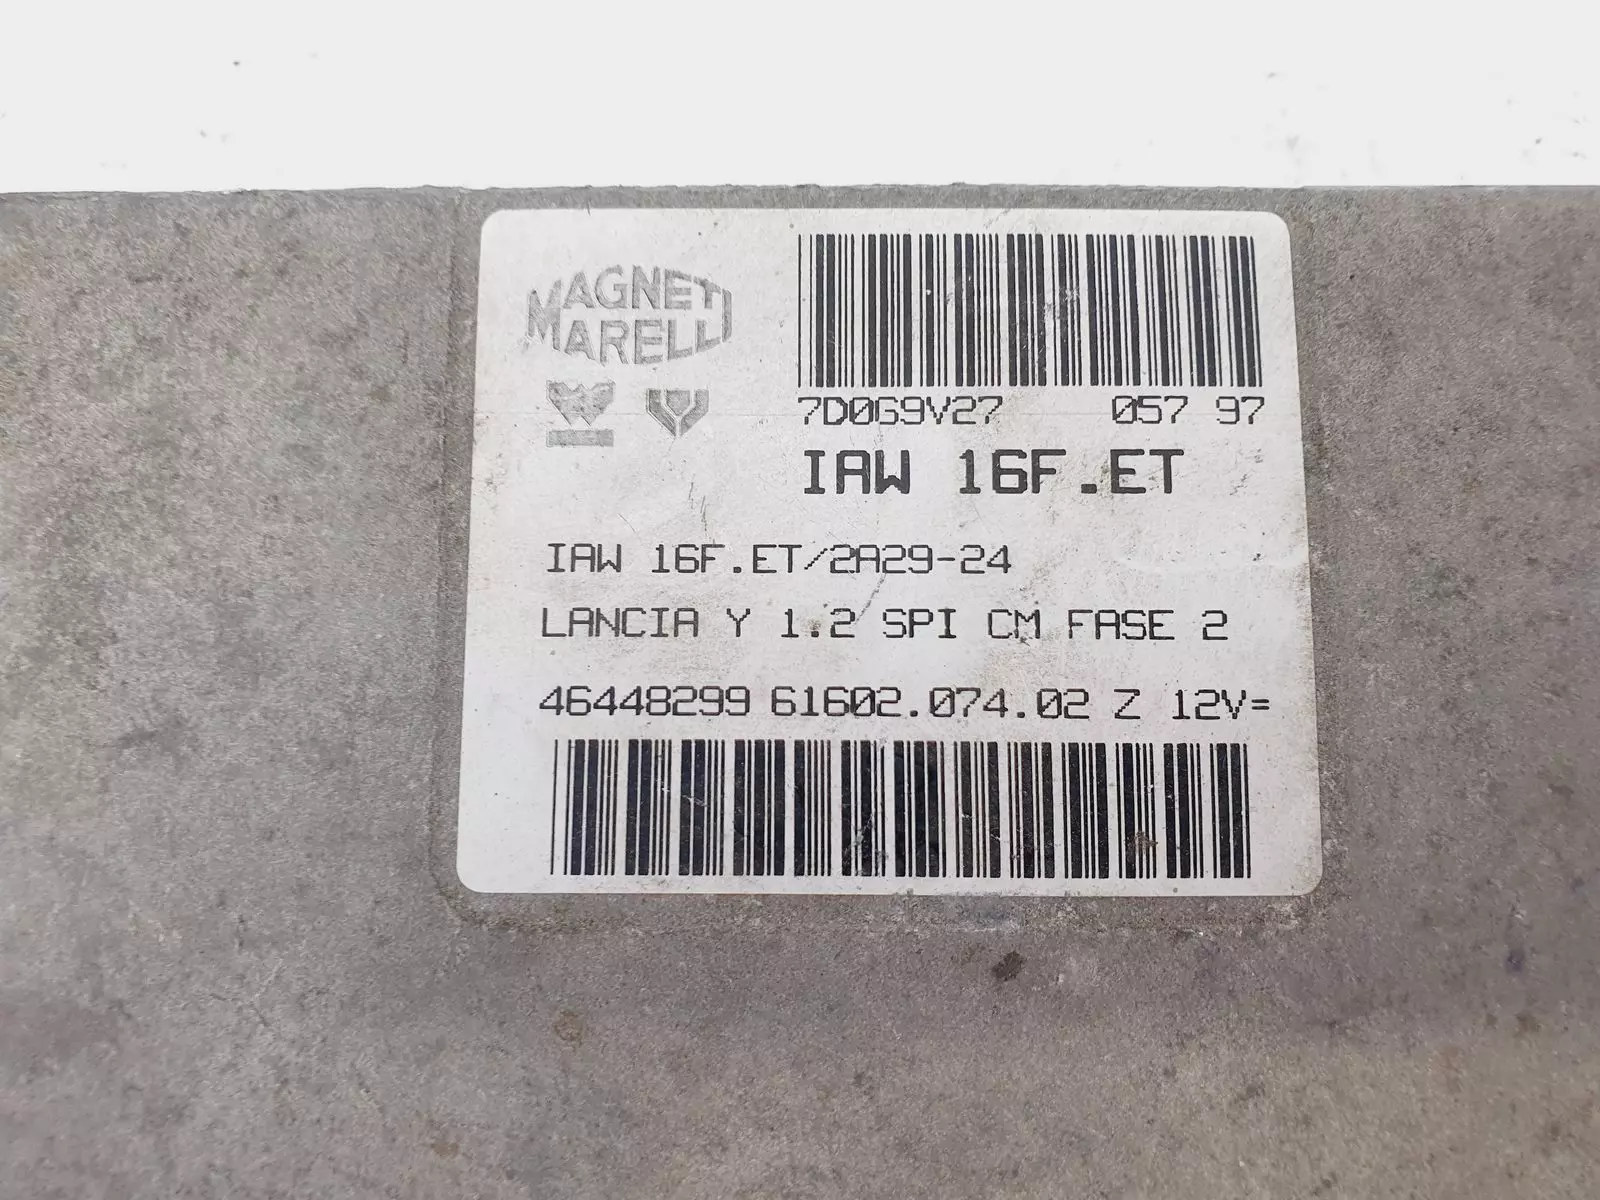 MAGNETI
MARELLI
7D069V27 057 97
IAW 16F.ET
IAW 16F.ET/2A29-24
LANCIA Y 1.2 SPI CM FASE 2
46448299 61602.074.02 Z 12V=